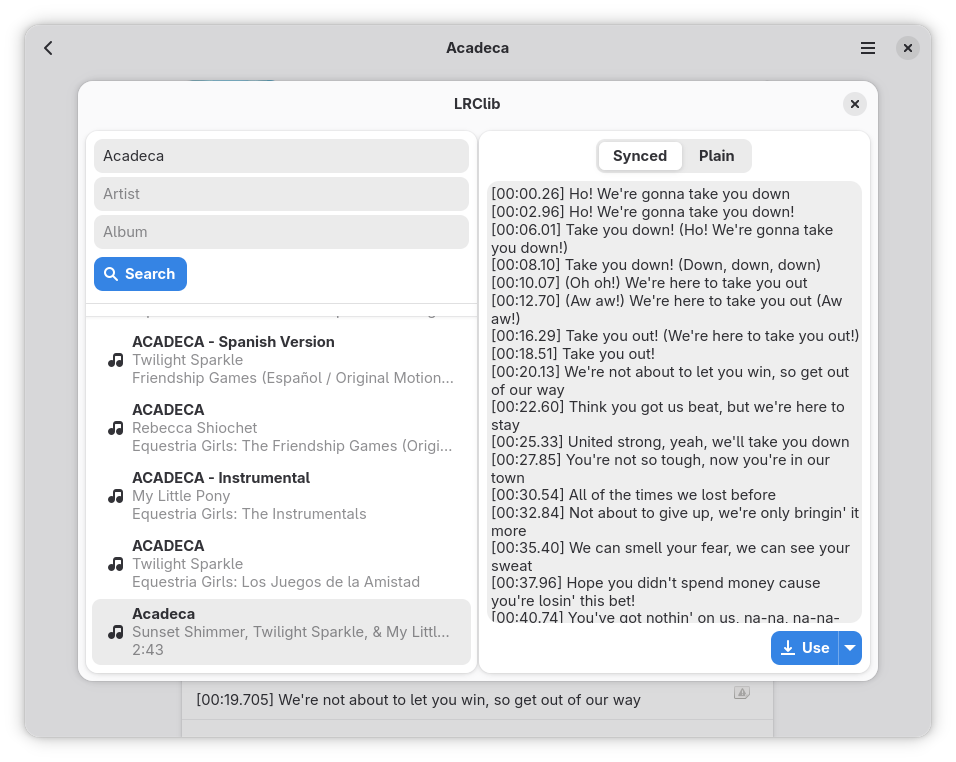 Acadeca
LRClib
Acadeca
Artist
Album
Search
ACADECA - Spanish Version
Twilight Sparkle
Friendship Games (Español / Original Motion...
ACADECA
Rebecca Shiochet
Equestria Girls: The Friendship Games (Origi...
ACADECA - Instrumental
My Little Pony
Equestria Girls: The Instrumentals
ACADECA
Twilight Sparkle
Equestria Girls: Los Juegos de la Amistad
Acadeca
Sunset Shimmer, Twilight Sparkle, & My Littl...
2:43
Synced Plain
[00:00.26] Ho! We're gonna take you down
[00:02.96] Ho! We're gonna take you down!
[00:06.01] Take you down! (Ho! We're gonna take
you down!)
[00:08.10] Take you down! (Down, down, down)
[00:10.07] (Oh oh!) We're here to take you out
[00:12.70] (Aw aw!) We're here to take you out (Aw
aw!)
[00:16.29] Take you out! (We're here to take you out!)
[00:18.51] Take you out!
[00:20.13] We're not about to let you win, so get out
of our way
[00:22.60] Think you got us beat, but we're here to
stay
[00:25.33] United strong, yeah, we'll take you down
[00:27.85] You're not so tough, now you're in our
town
[00:30.54] All of the times we lost before
[00:32.84] Not about to give up, we're only bringin' it
more
[00:35.40] We can smell your fear, we can see your
sweat
[00:37.96] Hope you didn't spend money cause
you're losin' this bet!
[00:40.74] You've got nothin' on us, na-na, na-na-
Use
[00:19.705] We're not about to let you win, so get out of our way